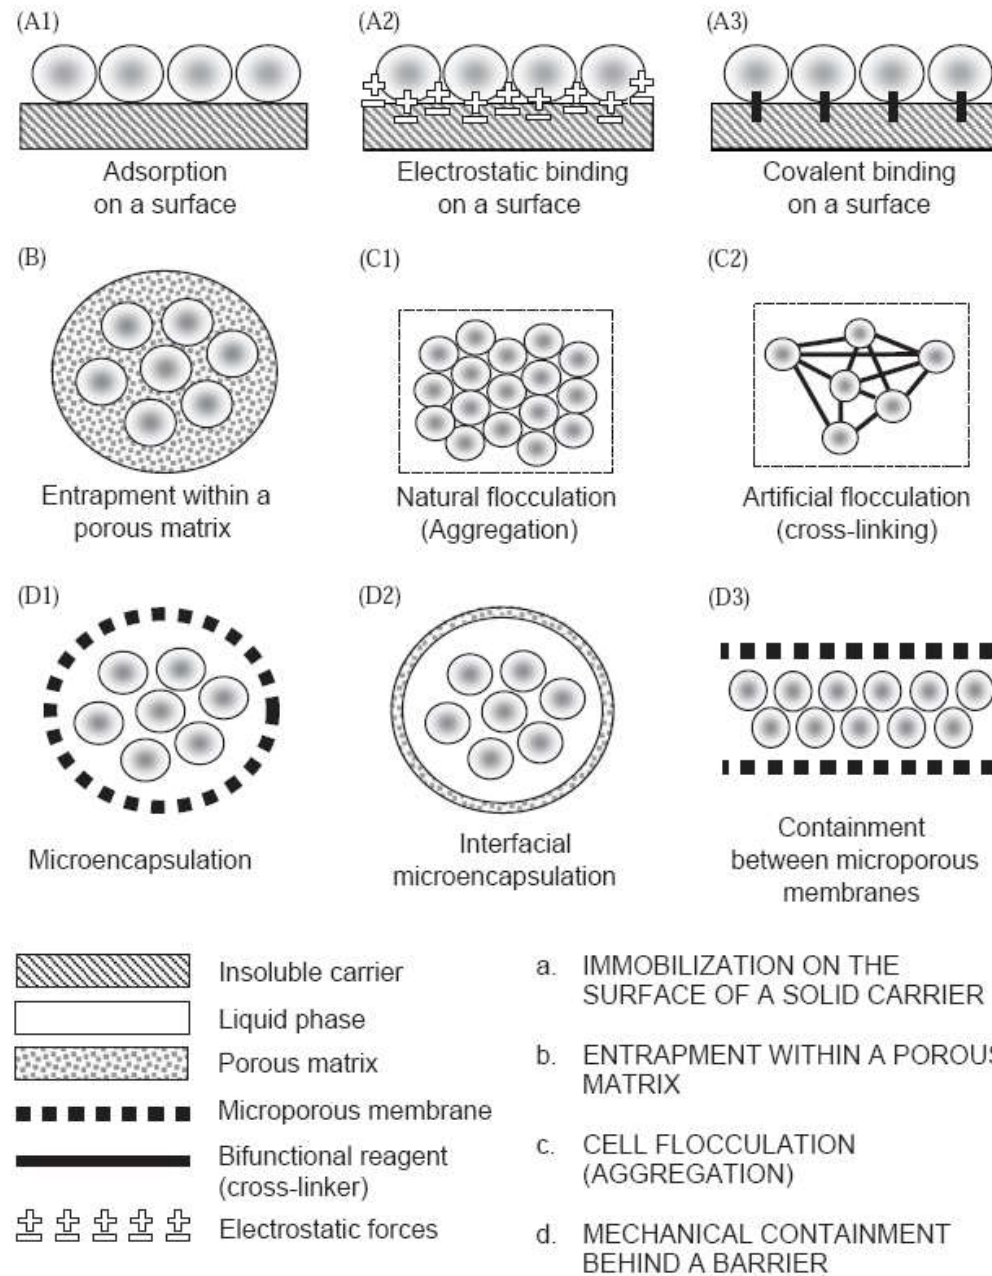 (A1)
(A2)
(A3)
Adsorption
on a surface
Electrostatic binding
on a surface
Covalent binding
on a surface
(B)
(C1)
(C2)
Entrapment within a
porous matrix
Natural flocculation
(Aggregation)
Artificial flocculation
(cross-linking)
(D1)
(D2)
(D3)
Microencapsulation
Interfacial
microencapsulation
Containment
between microporous
membranes
Insoluble carrier
Liquid phase
Porous matrix
Microporous membrane
Bifunctional reagent
(cross-linker)
Electrostatic forces
a. IMMOBILIZATION ON THE
SURFACE OF A SOLID CARRIER
b. ENTRAPMENT WITHIN A POROUS
MATRIX
c. CELL FLOCCULATION
(AGGREGATION)
d. MECHANICAL CONTAINMENT
BEHIND A BARRIER